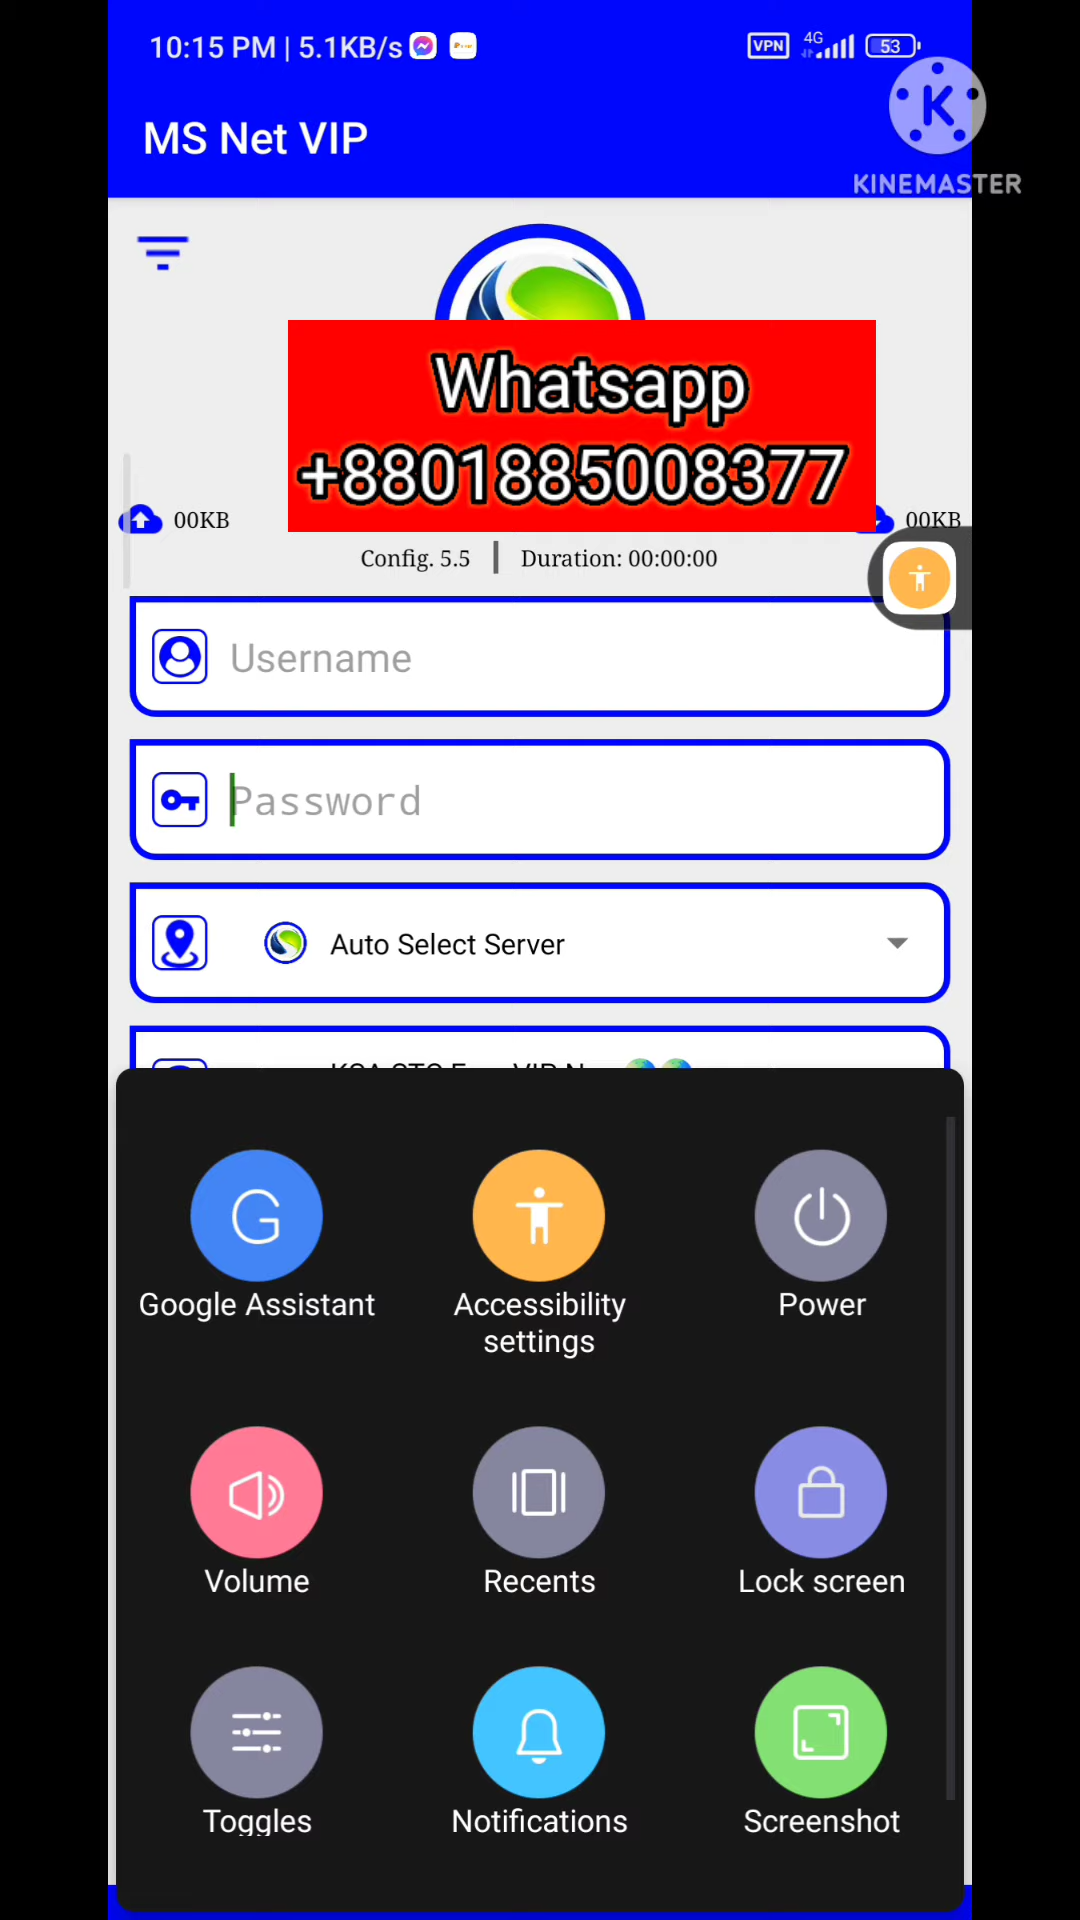 10:15 PM | 5.1KB/s
VPN 4G 53
MS Net VIP
K
KINEMASTER
Whatsapp
+8801885008377
00KB
00KB
Config. 5.5 | Duration: 00:00:00
Username
Password
Auto Select Server
G
Google Assistant
Accessibility
settings
Power
Volume
Recents
Lock screen
Toggles
Notifications
Screenshot